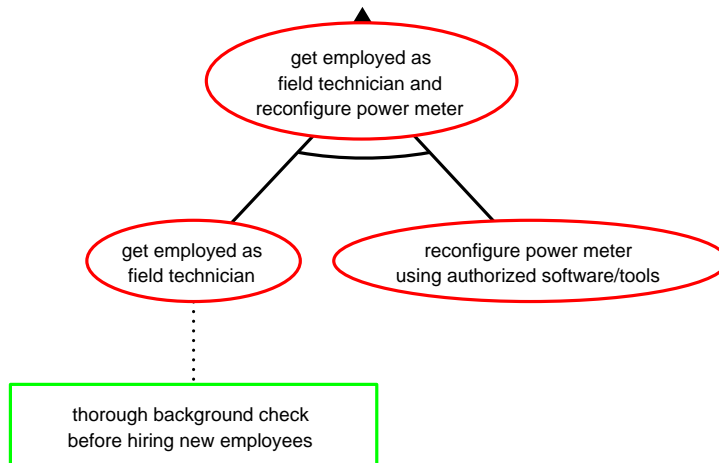 get employed as
field technician and
reconfigure power meter
get employed as
field technician
reconfigure power meter
using authorized software/tools
thorough background check
before hiring new employees